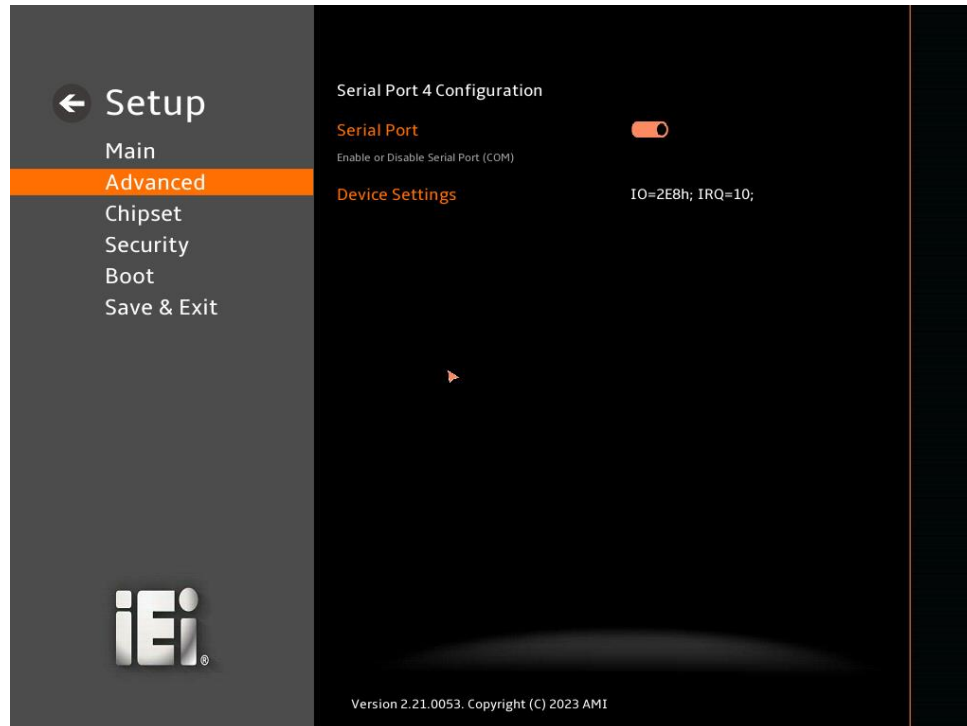 Setup
Main
Advanced
Chipset
Security
Boot
Save & Exit
iEi®
Serial Port 4 Configuration
Serial Port
Enable or Disable Serial Port (COM)
Device Settings IO=2E8h; IRQ=10;
Version 2.21.0053. Copyright (C) 2023 AMI